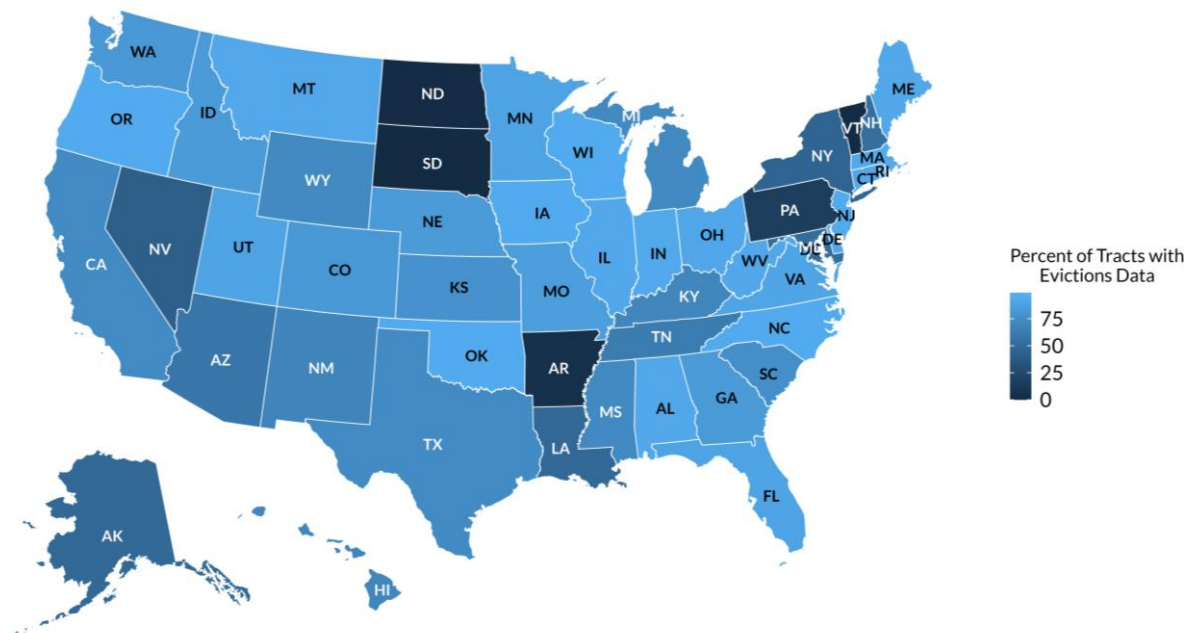 WA
MT
ND
MN
ME
OR
ID
MI
VT
NH
WI
SD
NY
MA
WY
CT
RI
IA
PA
NE
NJ
OH
DE
NV
UT
IL
IN
MD
CO
WV
CA
KS
MO
VA
KY
NC
TN
AZ
NM
OK
AR
SC
MS
AL
GA
TX
LA
FL
AK
HI
Percent of Tracts with
Evictions Data
75
50
25
0